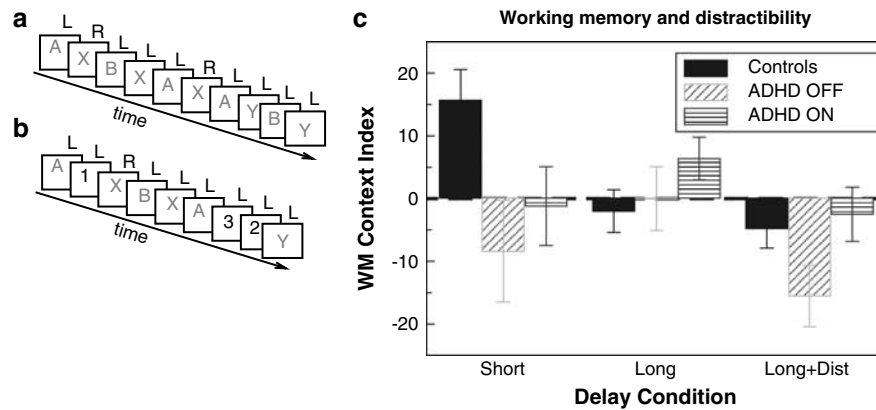 a
L R L L L R L L L L
A X B X A X A Y B Y
time
b
L L R L L L L L L
A 1 X B X A 3 2 Y
time
c
Working memory and distractibility
Controls
ADHD OFF
ADHD ON
WM Context Index
20
10
0
-10
-20
0
Short Long Long+Dist
Delay Condition